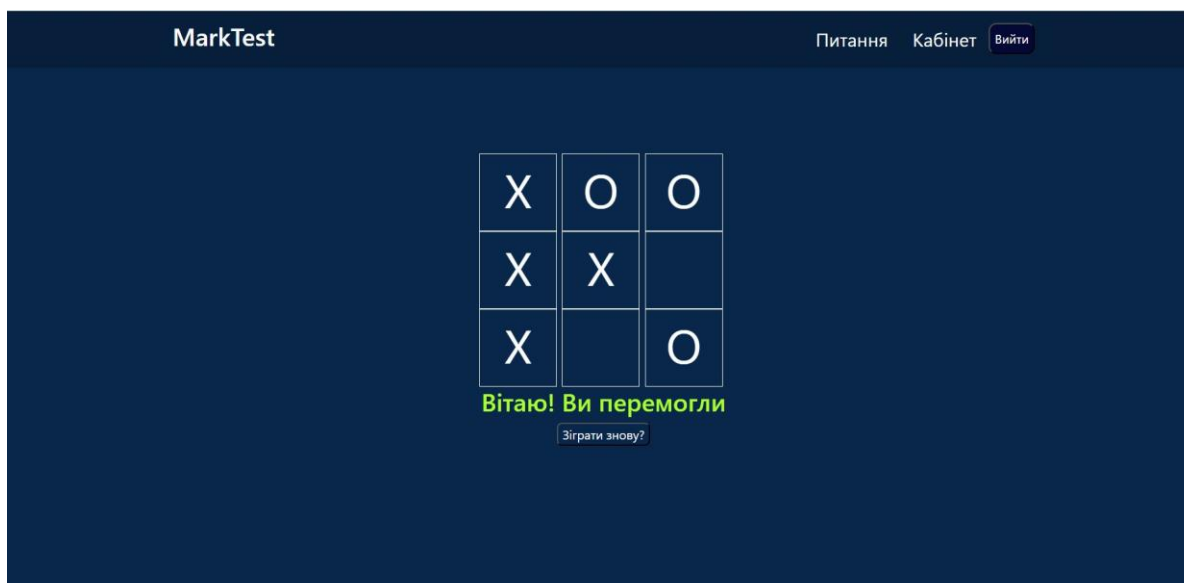 MarkTest Питання Кабінет Вийти
X O O
X X
X O
Вітаю! Ви перемогли
Зіграти знову?